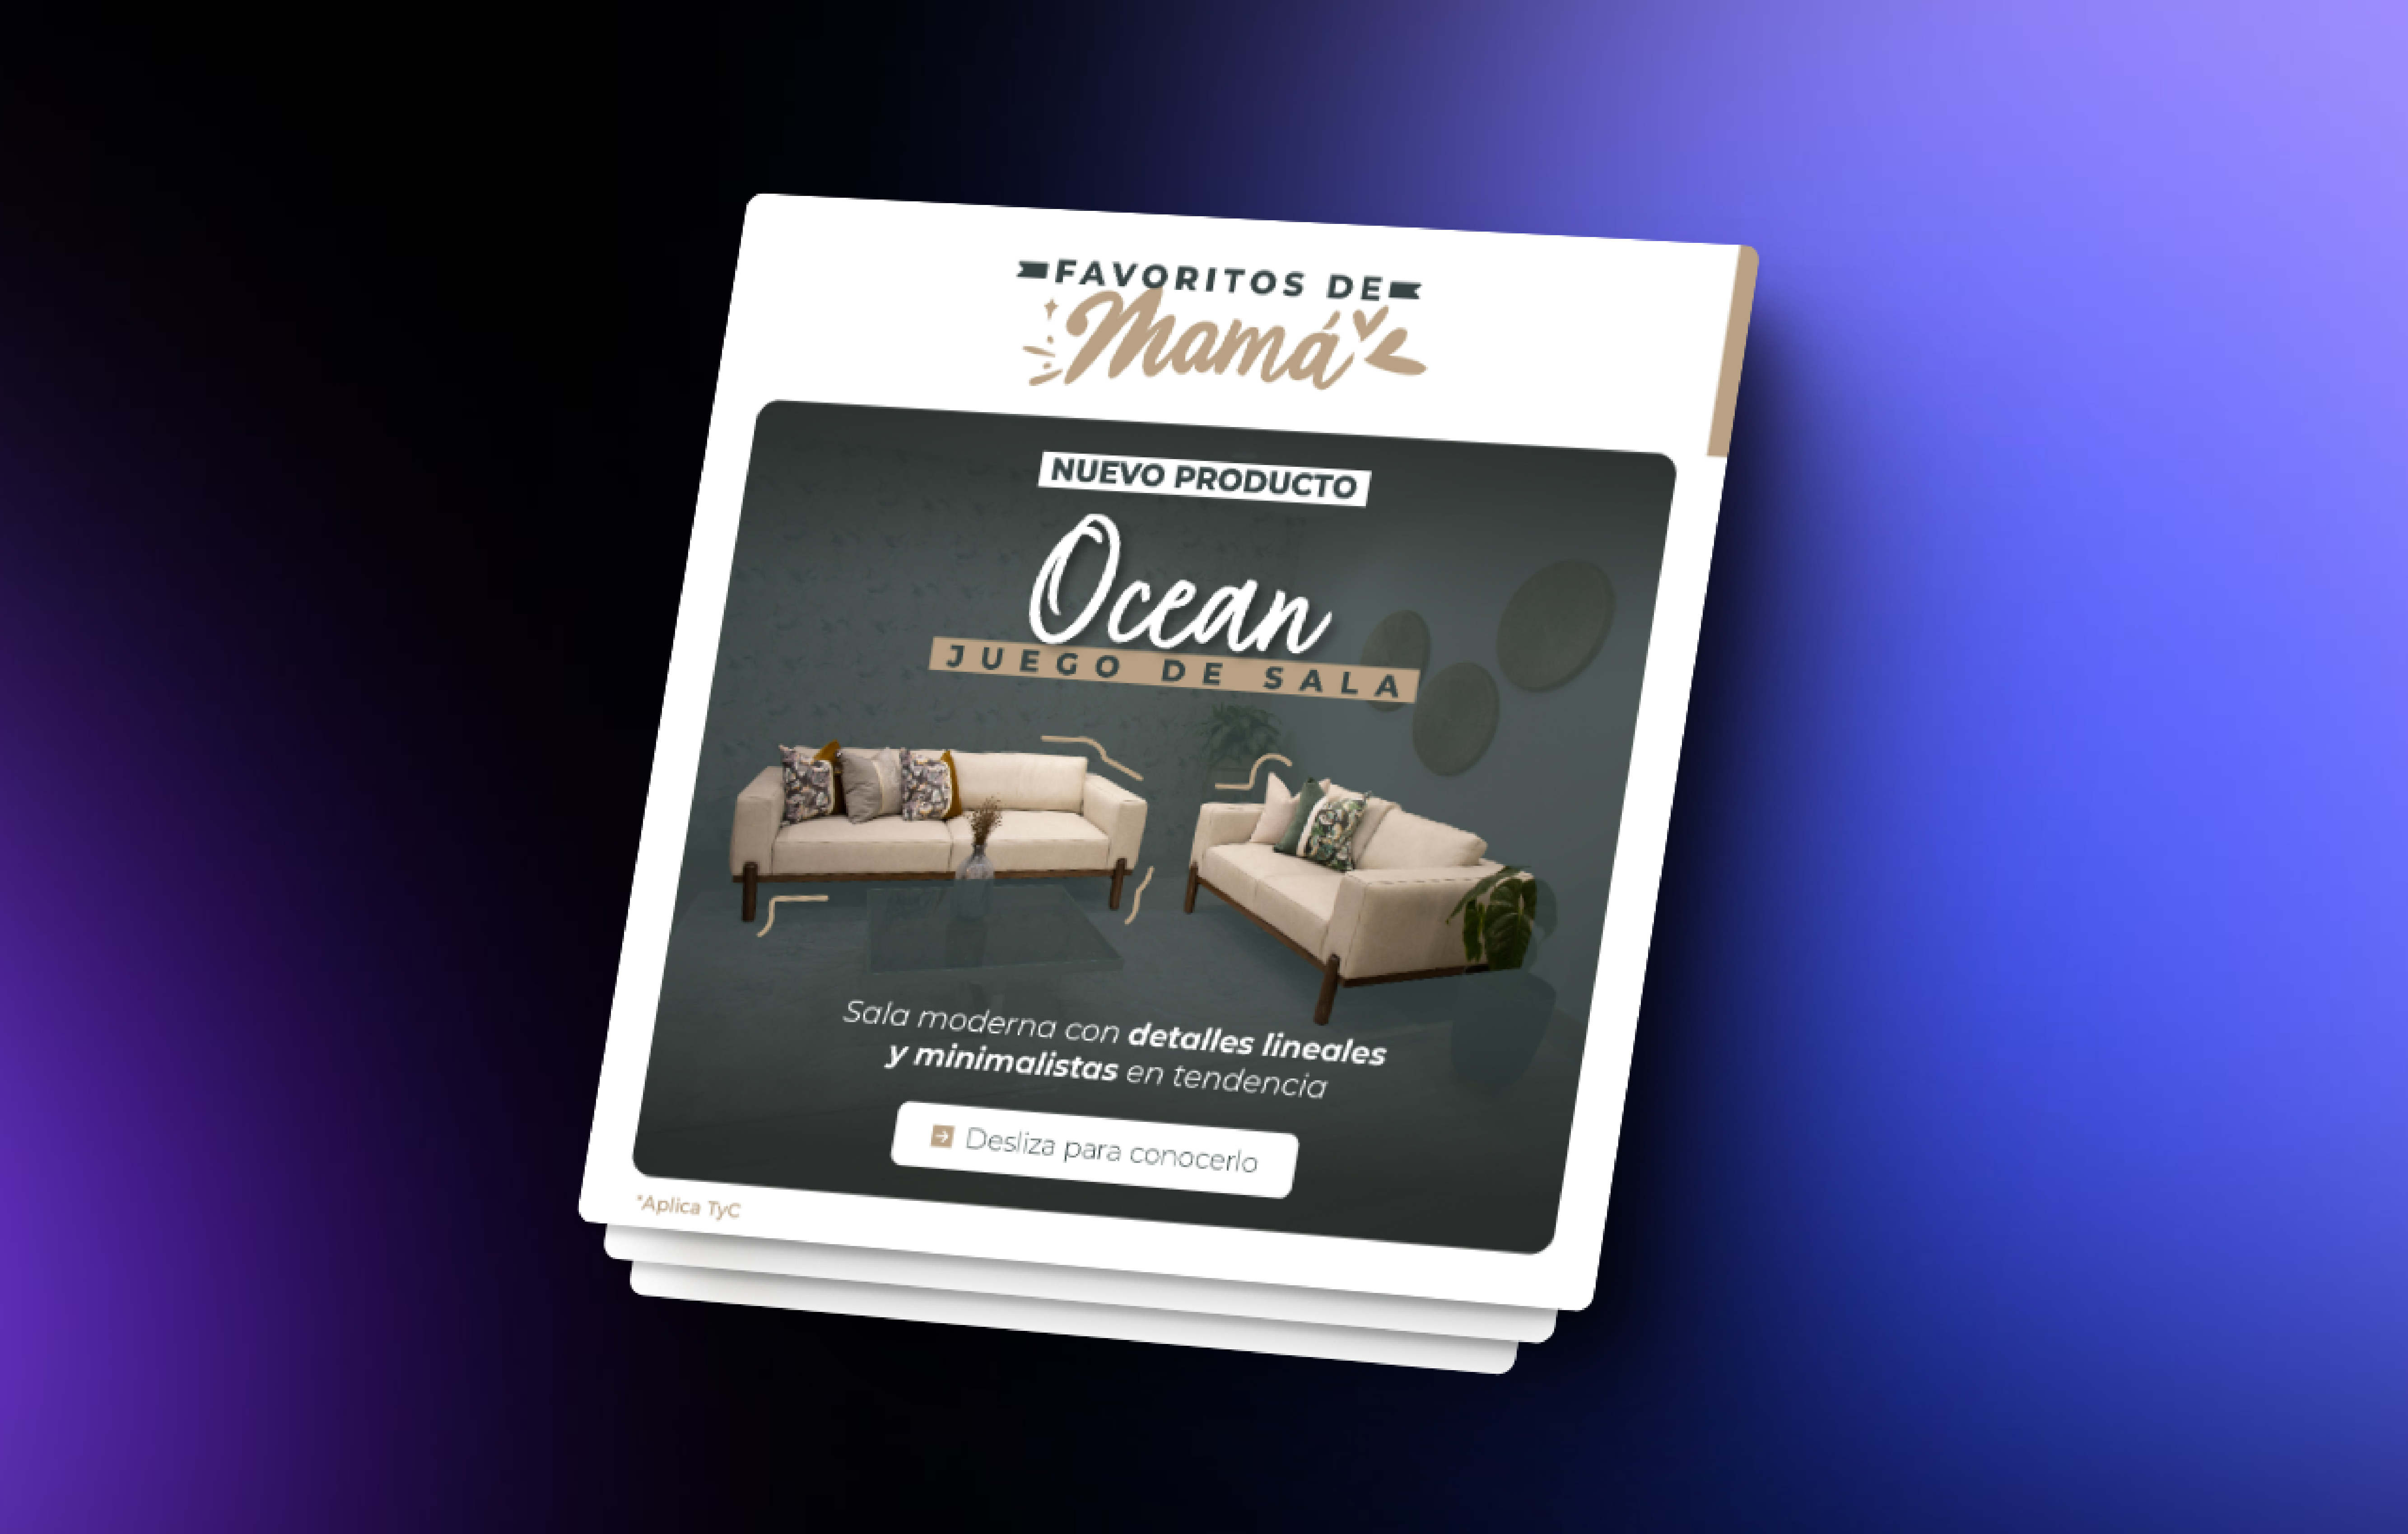 FAVORITOS DE
Mamá
NUEVO PRODUCTO
Ocean
JUEGO DE SALA
Sala moderna con detalles lineales
y minimalistas en tendencia
Desliza para conocerlo
*Aplica TyC